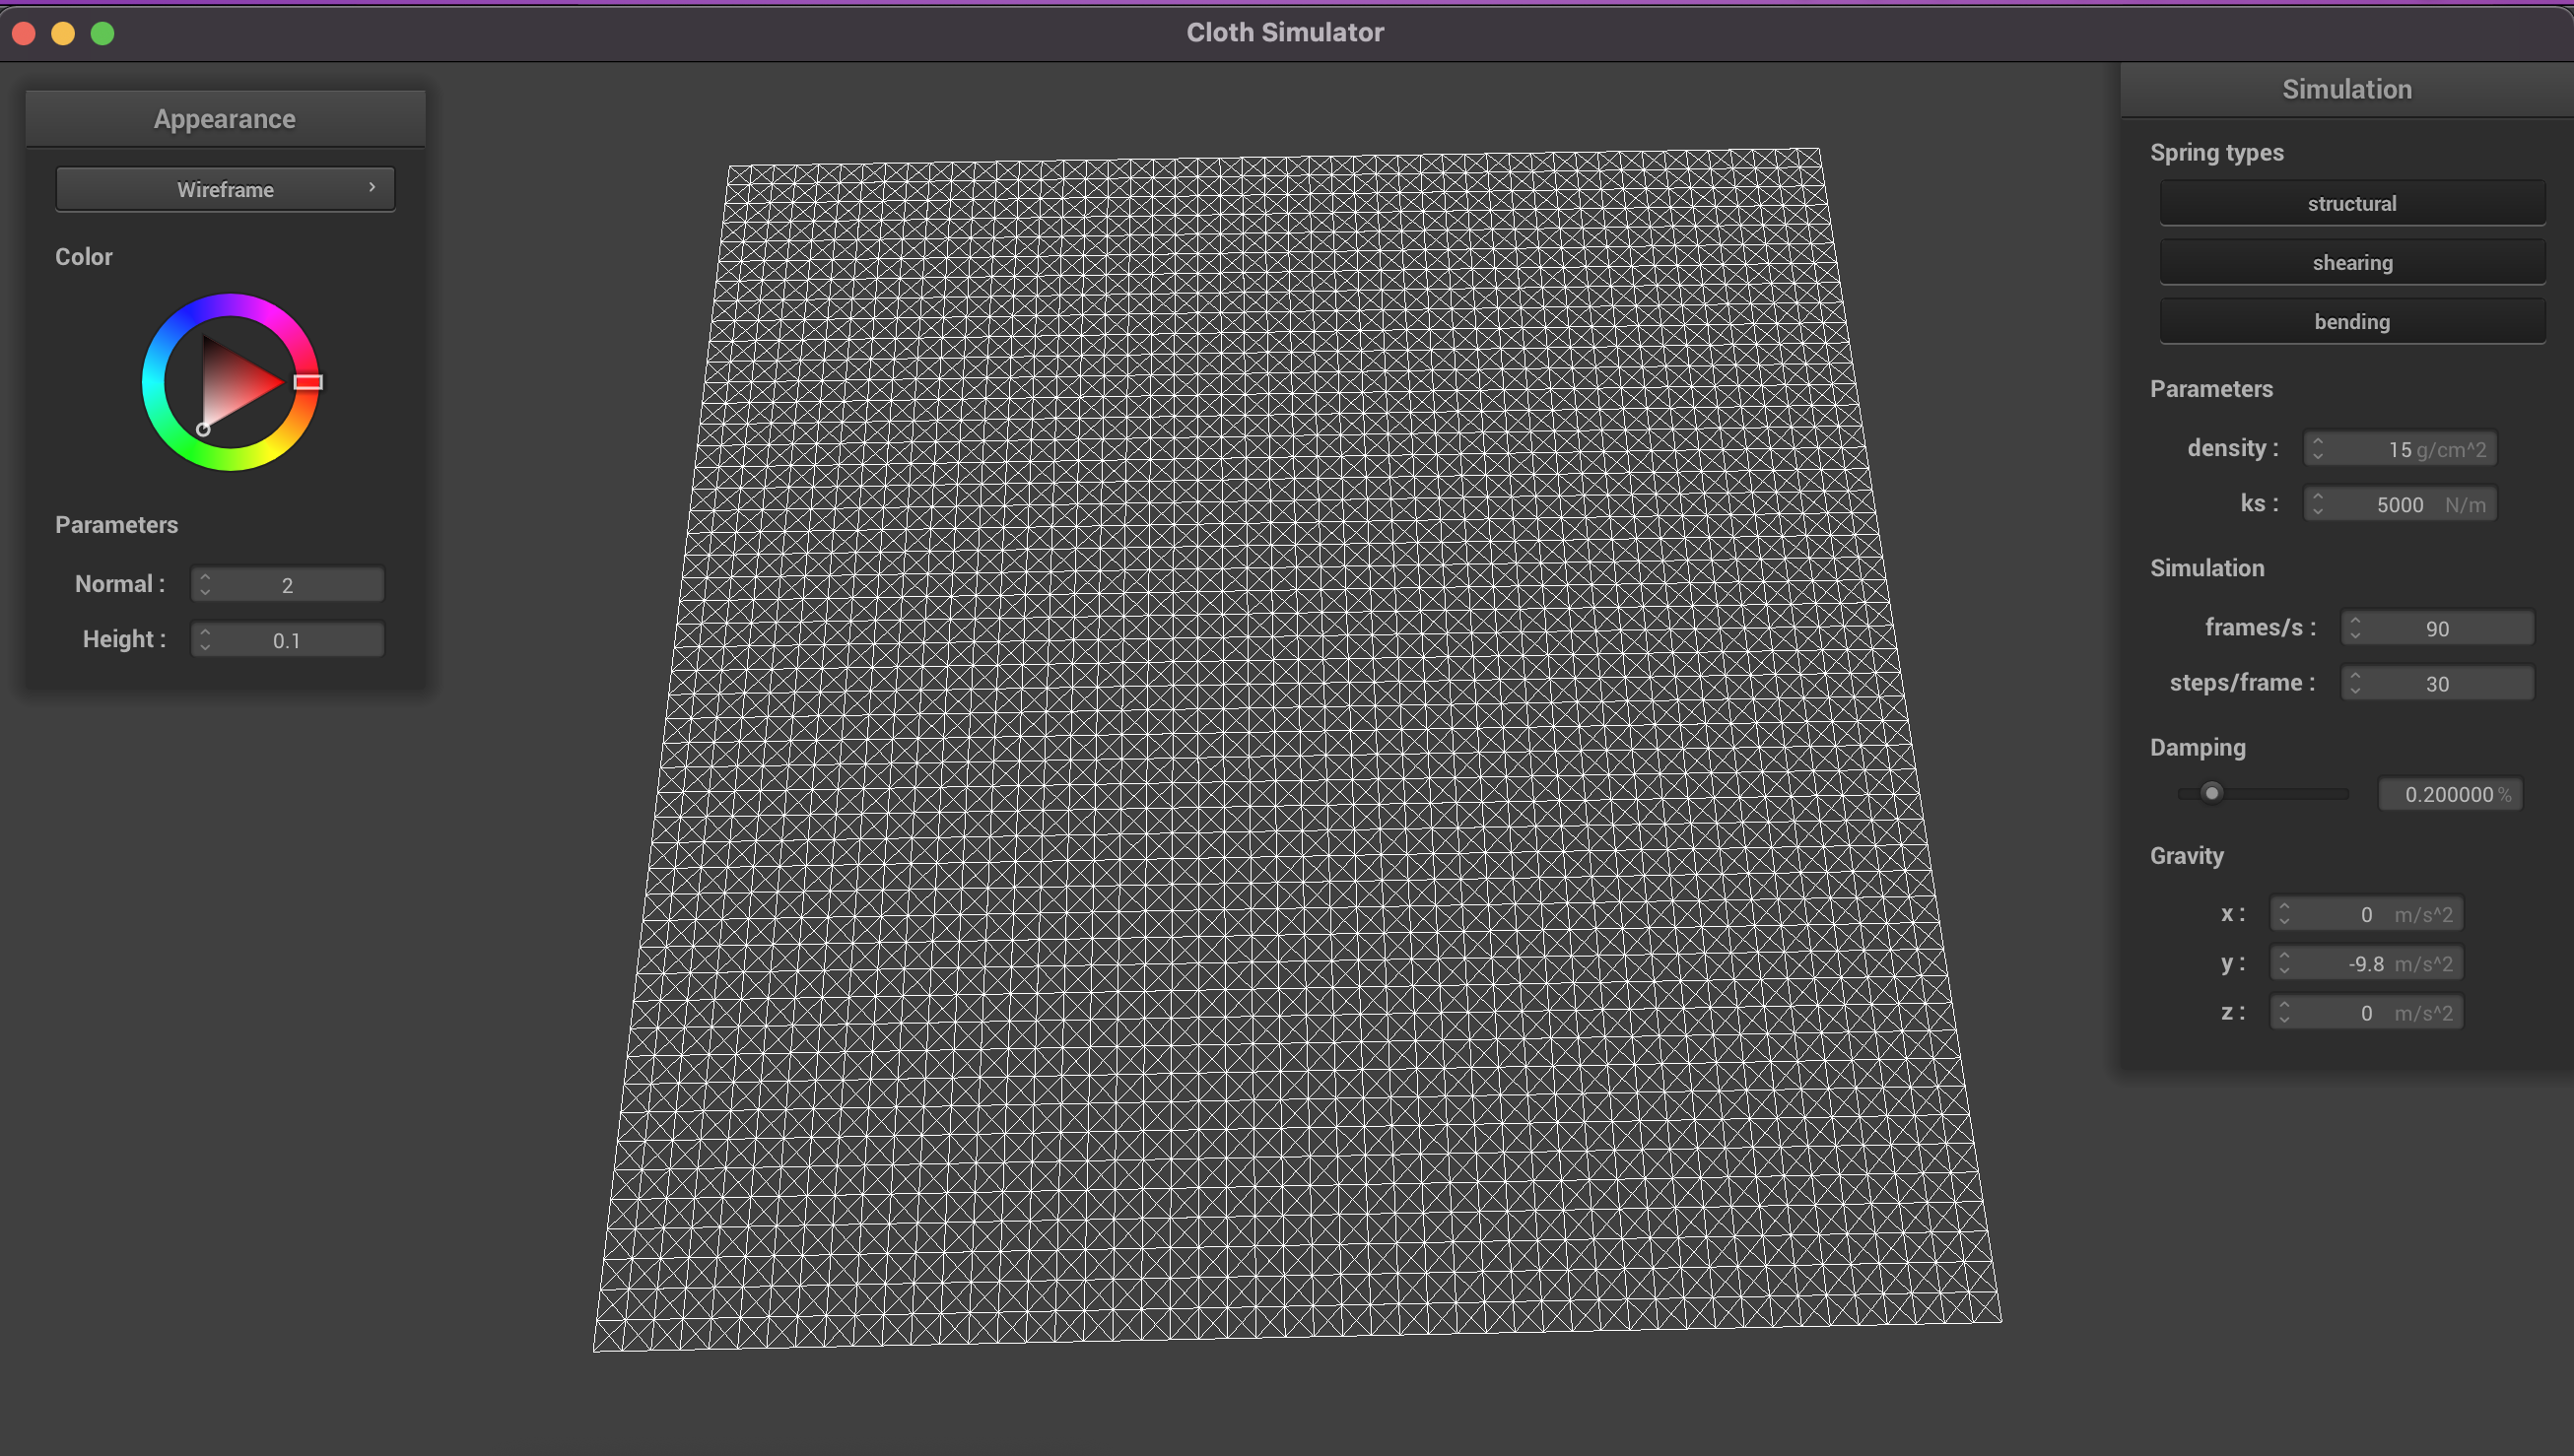 Cloth Simulator
Appearance
Wireframe
Color
Parameters
Normal : 2
Height : 0.1
Simulation
Spring types
structural
shearing
bending
Parameters
density : 15 g/cm^2
ks : 5000 N/m
Simulation
frames/s : 90
steps/frame : 30
Damping
0.200000 %
Gravity
x : 0 m/s^2
y : -9.8 m/s^2
z : 0 m/s^2